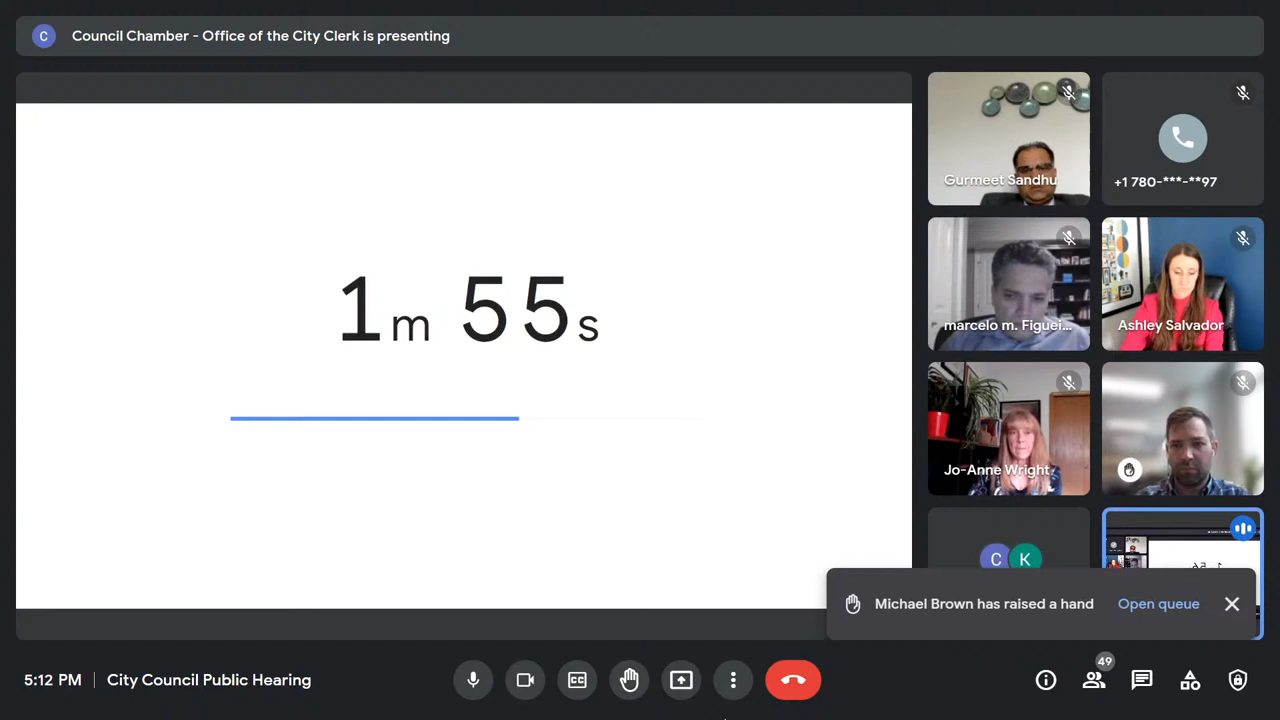 C Council Chamber - Office of the City Clerk is presenting
1m 55s
Gurmeet Sandhu
+1 780-***-**97
marcelo m. Figuei...
Ashley Salvador
Jo-Anne Wright
C K
Michael Brown has raised a hand Open queue
5:12 PM | City Council Public Hearing
CC
49